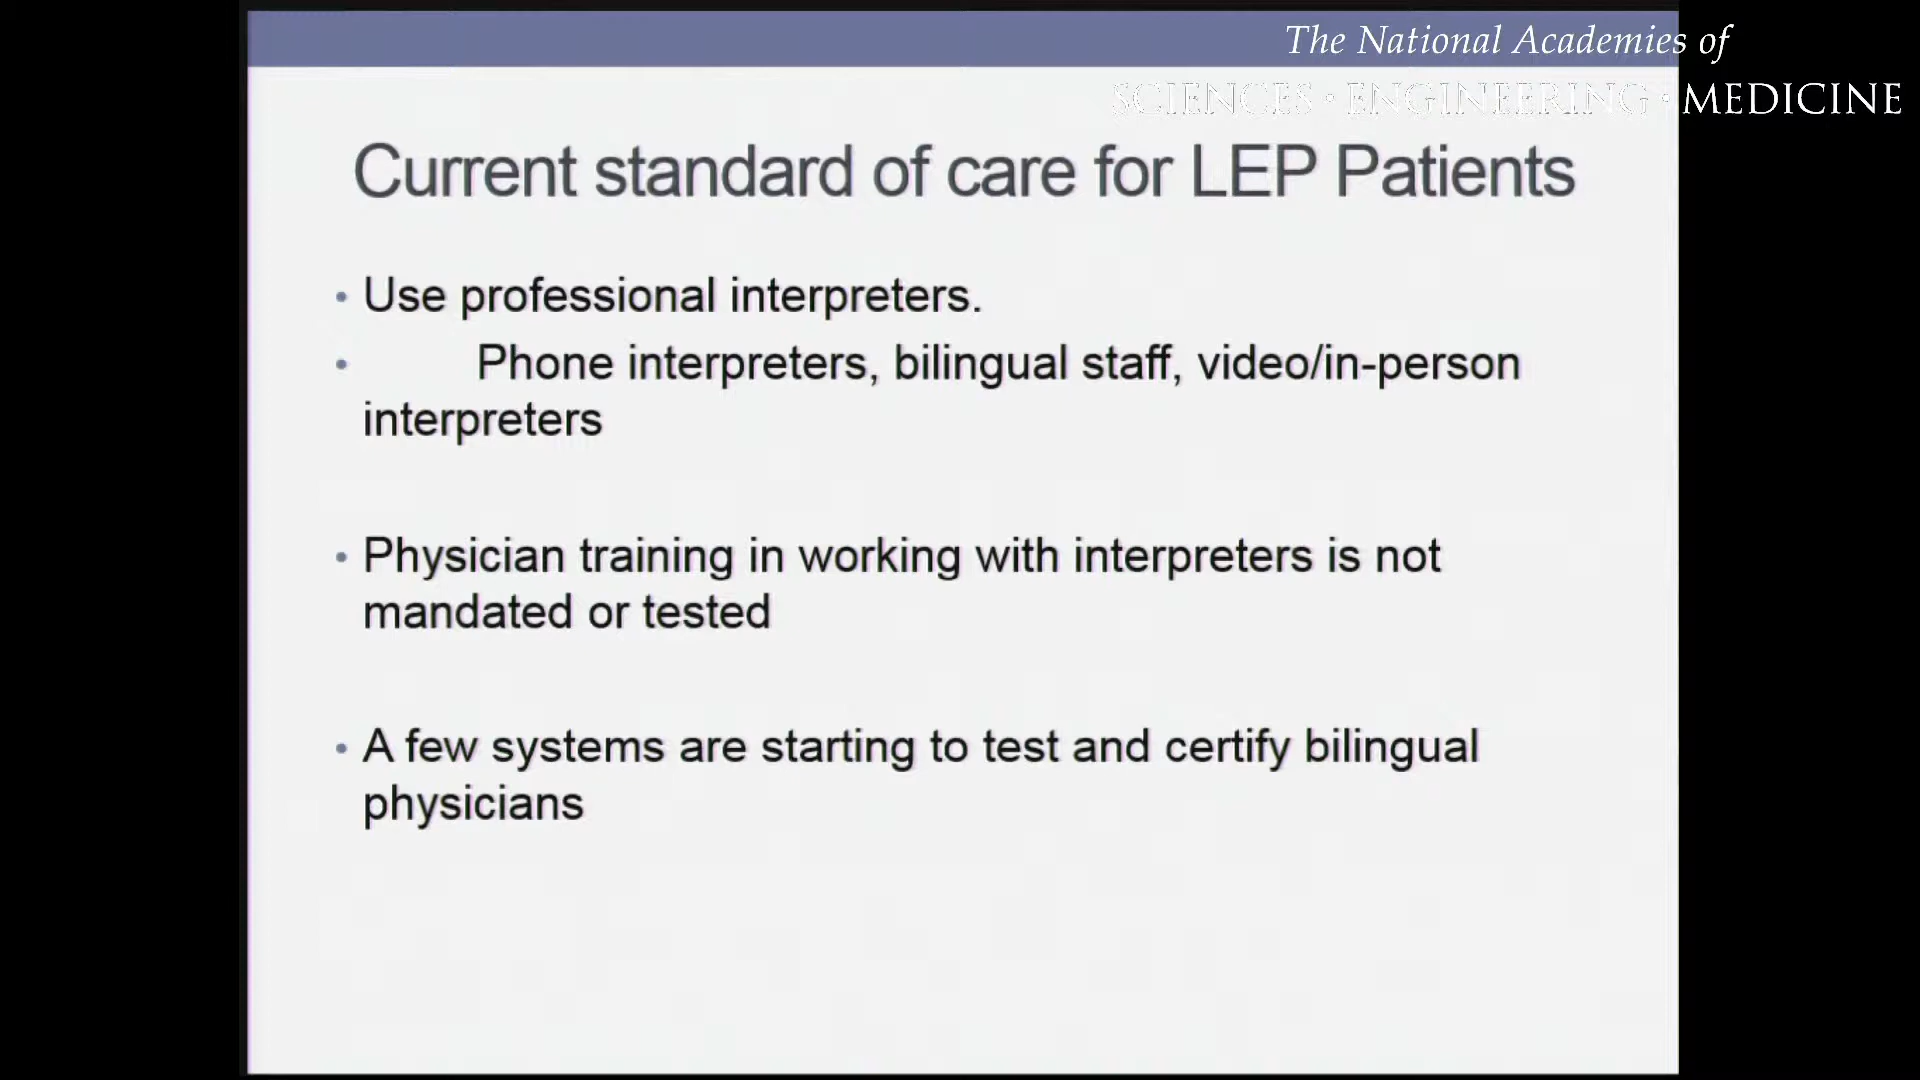 The National Academies of
SCIENCES · ENGINEERING · MEDICINE
Current standard of care for LEP Patients
• Use professional interpreters.
• Phone interpreters, bilingual staff, video/in-person
interpreters
• Physician training in working with interpreters is not
mandated or tested
• A few systems are starting to test and certify bilingual
physicians